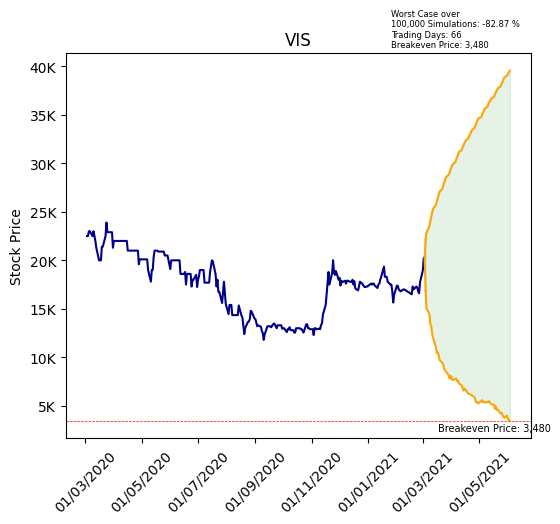 Worst Case over
100,000 Simulations: -82.87 %
Trading Days: 66
Breakeven Price: 3,480
VIS
Stock Price
40K
35K
30K
25K
20K
15K
10K
5K
Breakeven Price: 3,480
01/03/2020
01/05/2020
01/07/2020
01/09/2020
01/11/2020
01/01/2021
01/03/2021
01/05/2021